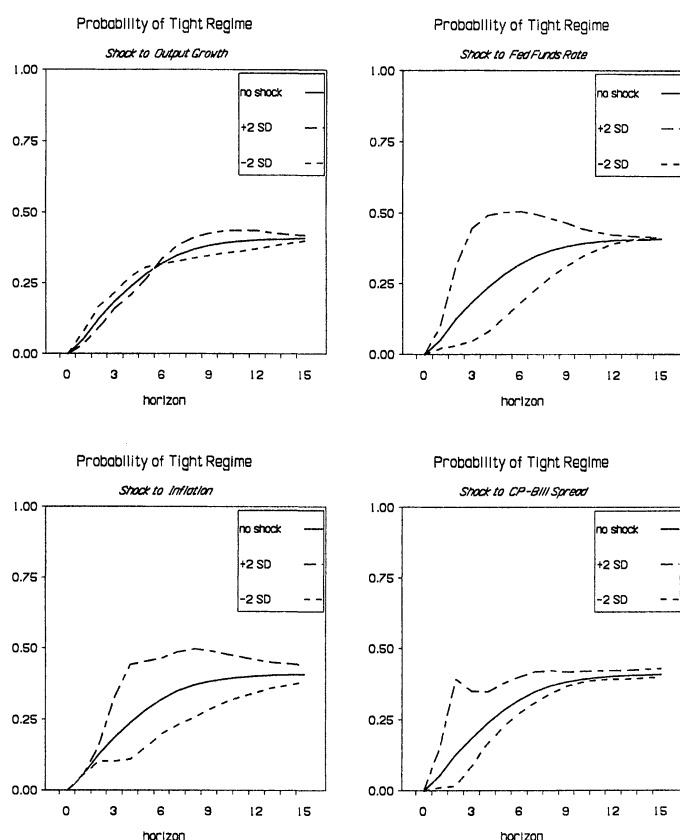 Probability of Tight Regime
Shock to Output Growth
1.00
0.75
0.50
0.25
0.00
no shock
+2 SD
-2 SD
0 3 6 9 12 15
horizon
Probability of Tight Regime
Shock to Fed Funds Rate
1.00
0.75
0.50
0.25
0.00
no shock
+2 SD
-2 SD
0 3 6 9 12 15
horizon
Probability of Tight Regime
Shock to Inflation
1.00
0.75
0.50
0.25
0.00
no shock
+2 SD
-2 SD
0 3 6 9 12 15
horizon
Probability of Tight Regime
Shock to CP-Bill Spread
1.00
0.75
0.50
0.25
0.00
no shock
+2 SD
-2 SD
0 3 6 9 12 15
horizon